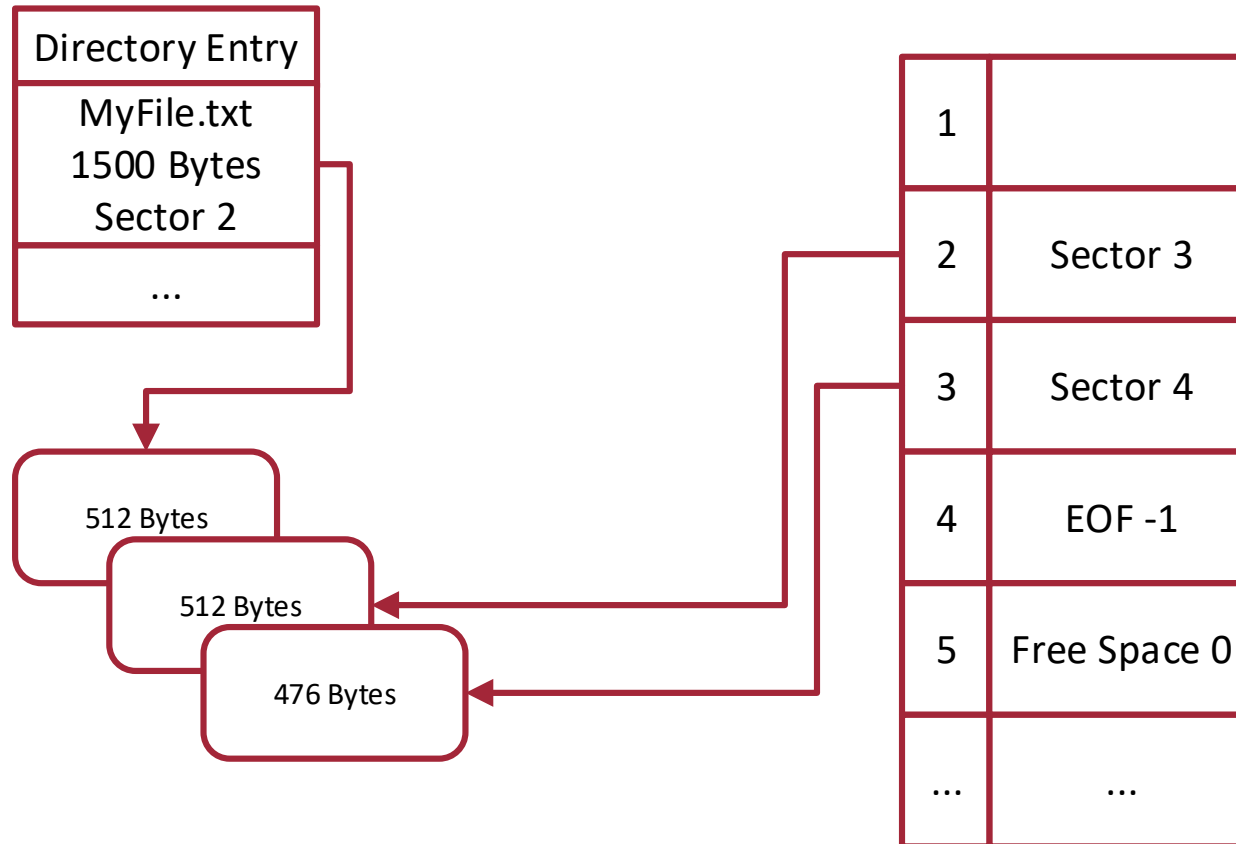 Directory Entry
MyFile.txt
1500 Bytes
Sector 2
...
512 Bytes
512 Bytes
476 Bytes
1
2 Sector 3
3 Sector 4
4 EOF -1
5 Free Space 0
... ...